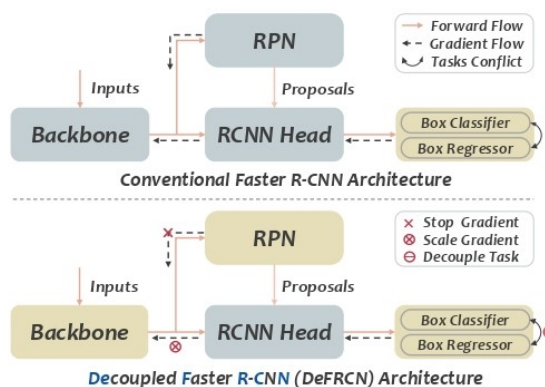 RPN
Forward Flow
Gradient Flow
Tasks Conflict
Inputs
Proposals
Backbone
RCNN Head
Box Classifier
Box Regressor
Conventional Faster R-CNN Architecture
RPN
Stop Gradient
Scale Gradient
Decouple Task
Inputs
Proposals
Backbone
RCNN Head
Box Classifier
Box Regressor
Decoupled Faster R-CNN (DeFRCN) Architecture